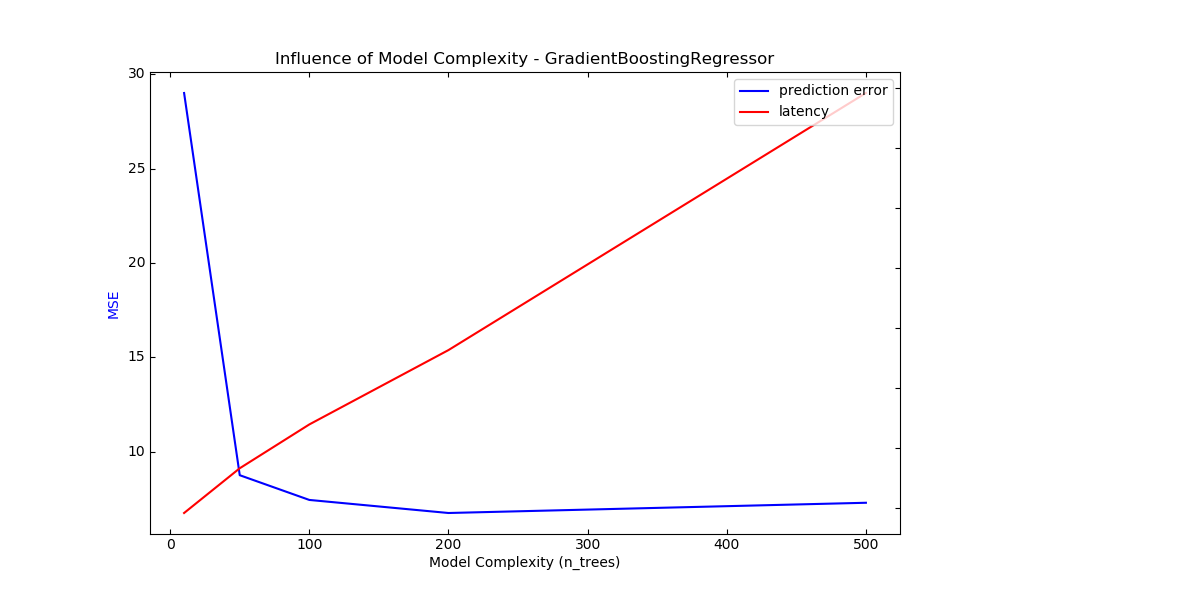 Influence of Model Complexity - GradientBoostingRegressor
prediction error
latency
30
25
20
15
10
MSE
0 100 200 300 400 500
Model Complexity (n_trees)